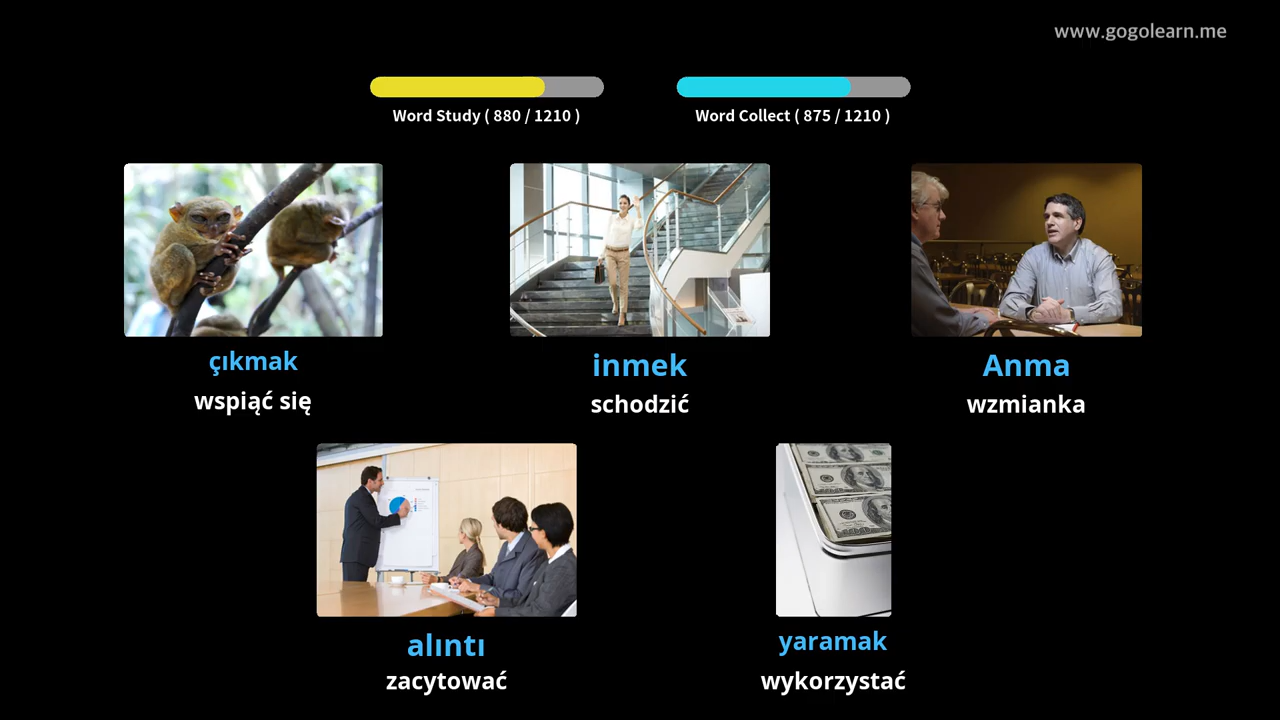 www.gogolearn.me
Word Study ( 880 / 1210 )
Word Collect ( 875 / 1210 )
çıkmak
wspiąć się
inmek
schodzić
Anma
wzmianka
alıntı
zacytować
yaramak
wykorzystać